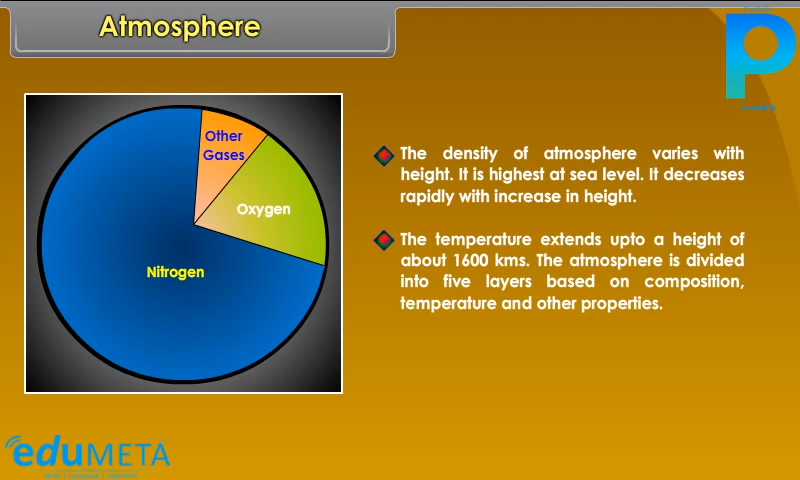 Atmosphere
P
Other
Gases
Oxygen
Nitrogen
The density of atmosphere varies with
height. It is highest at sea level. It decreases
rapidly with increase in height.
The temperature extends upto a height of
about 1600 kms. The atmosphere is divided
into five layers based on composition,
temperature and other properties.
eduMETA